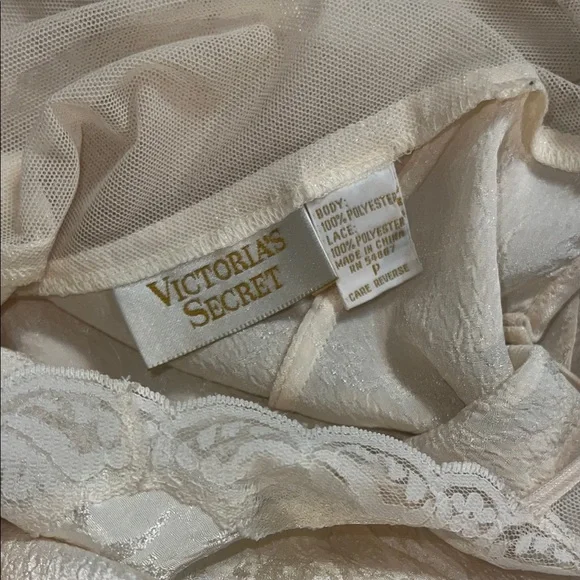 VICTORIA'S
SECRET
BODY:
100% POLYESTER
LACE:
100% POLYESTER
MADE IN CHINA
RN 54867
P
CARE REVERSE